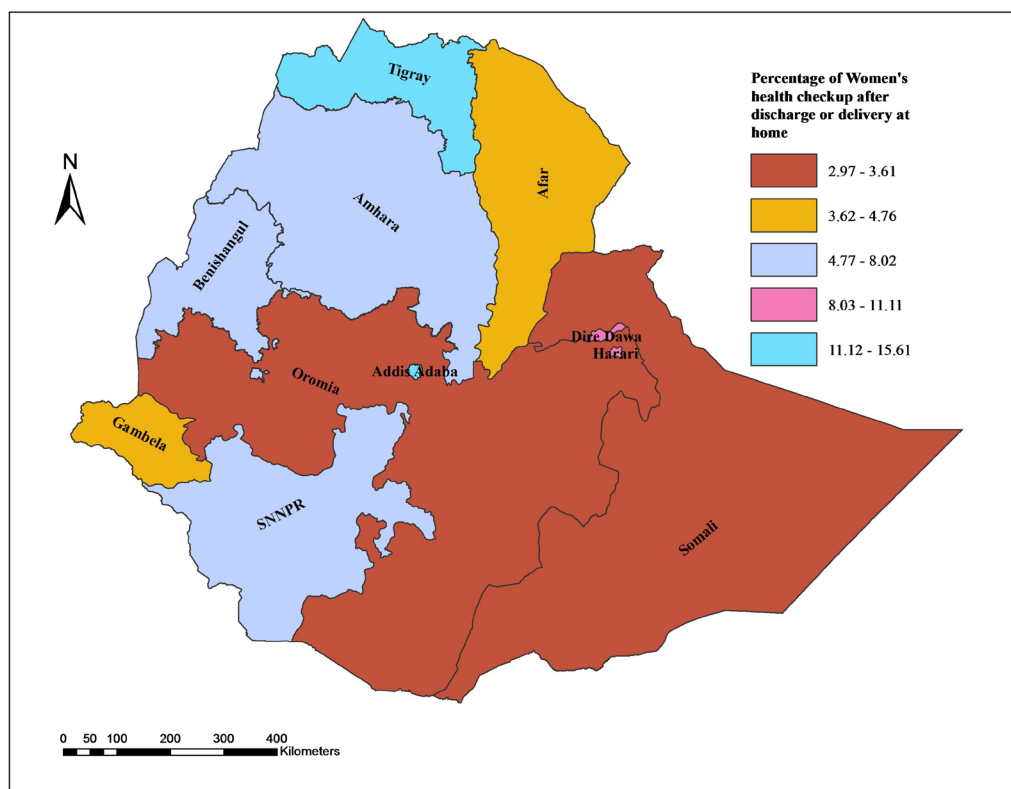 Tigray
Percentage of Women's
health checkup after
discharge or delivery at
home
N
2.97 - 3.61
Afar
3.62 - 4.76
Amhara
Benishangul
4.77 - 8.02
8.03 - 11.11
Dire Dawa
11.12 - 15.61
Harari
Addis Adaba
Oromia
Gambela
SNNPR
Somali
0 50 100 200 300 400
Kilometers